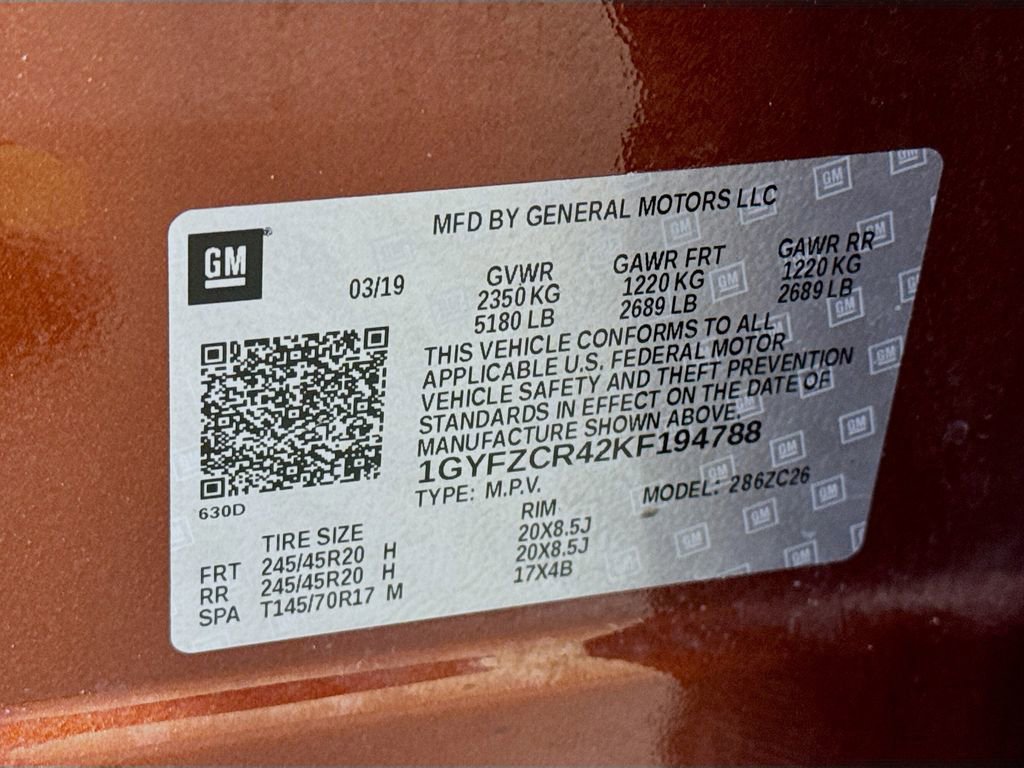 MFD BY GENERAL MOTORS LLC
GM
03/19
GVWR GAWR FRT GAWR RR
2350 KG 1220 KG 1220 KG
5180 LB 2689 LB 2689 LB
THIS VEHICLE CONFORMS TO ALL
APPLICABLE U.S. FEDERAL MOTOR
VEHICLE SAFETY AND THEFT PREVENTION
STANDARDS IN EFFECT ON THE DATE OF
MANUFACTURE SHOWN ABOVE.
1GYFZCR42KF194788
TYPE: M.P.V. MODEL: 286ZC26
630D
TIRE SIZE RIM
FRT 245/45R20 H 20X8.5J
RR 245/45R20 H 20X8.5J
SPA T145/70R17 M 17X4B